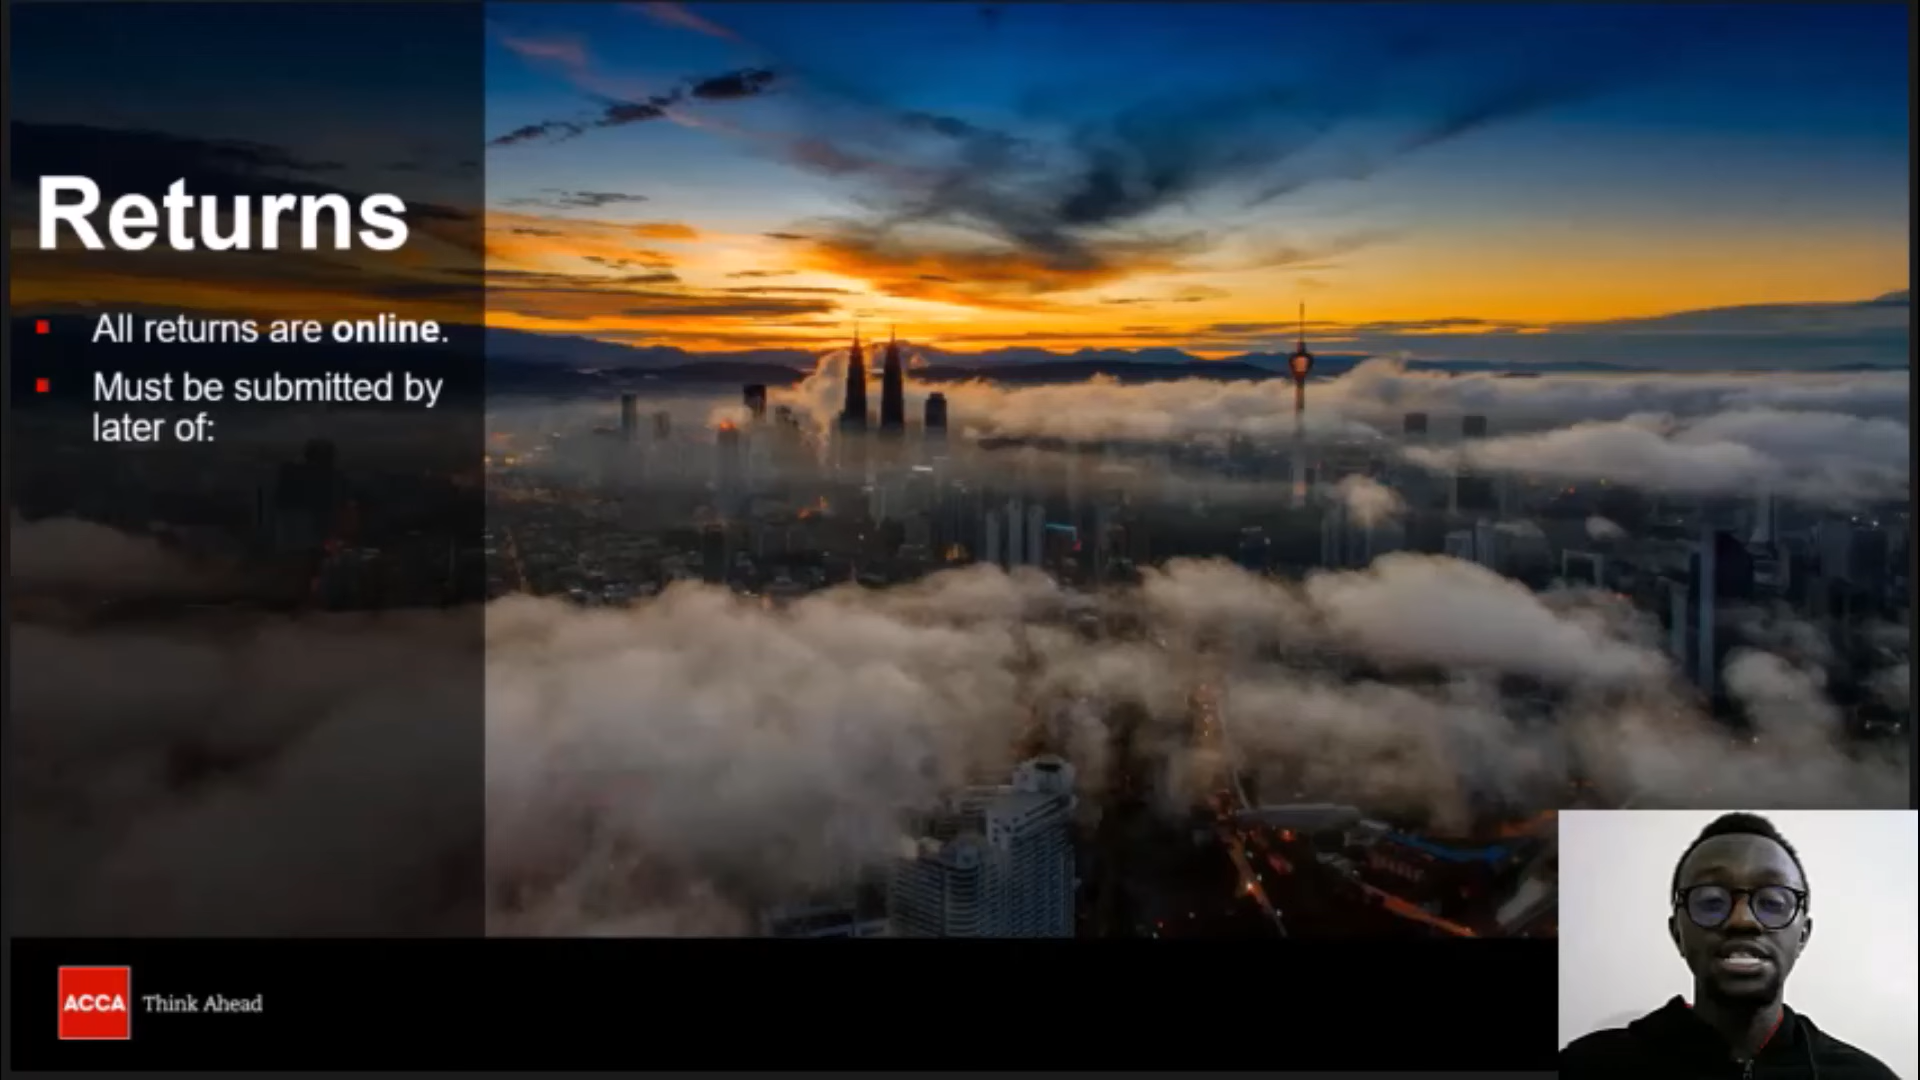 Returns
All returns are online.
Must be submitted by
later of:
ACCA Think Ahead